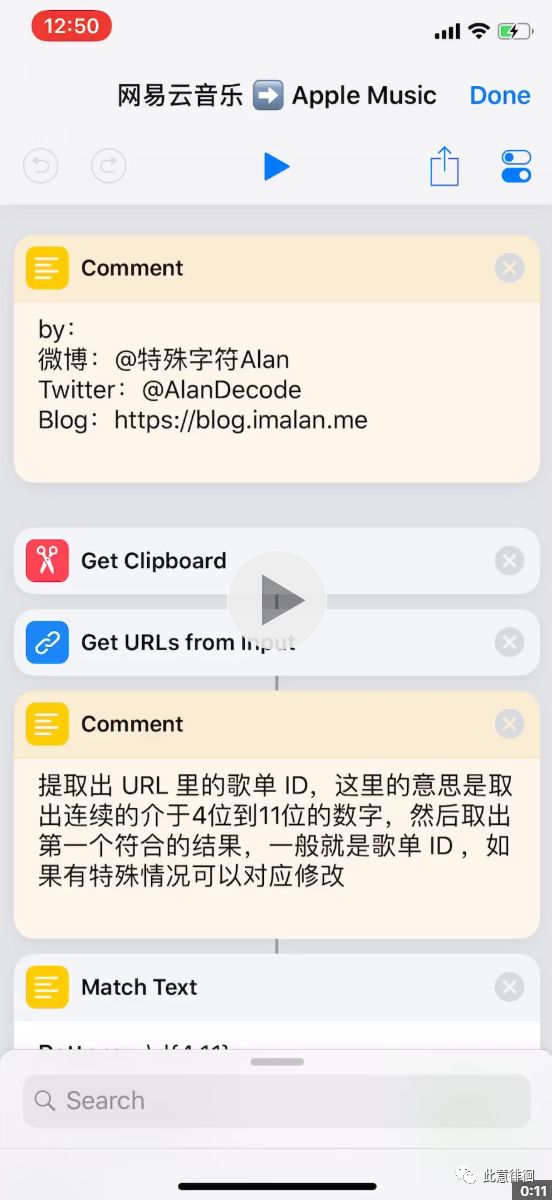 12:50
网易云音乐 ➡️ Apple Music
Done
Comment
by：
微博：@特殊字符Alan
Twitter：@AlanDecode
Blog：https://blog.imalan.me
Get Clipboard
Get URLs from Input
Comment
提取出 URL 里的歌单 ID，这里的意思是取
出连续的介于4位到11位的数字，然后取出
第一个符合的结果，一般就是歌单 ID ，如
果有特殊情况可以对应修改
Match Text
Search
此意徘徊
0:11